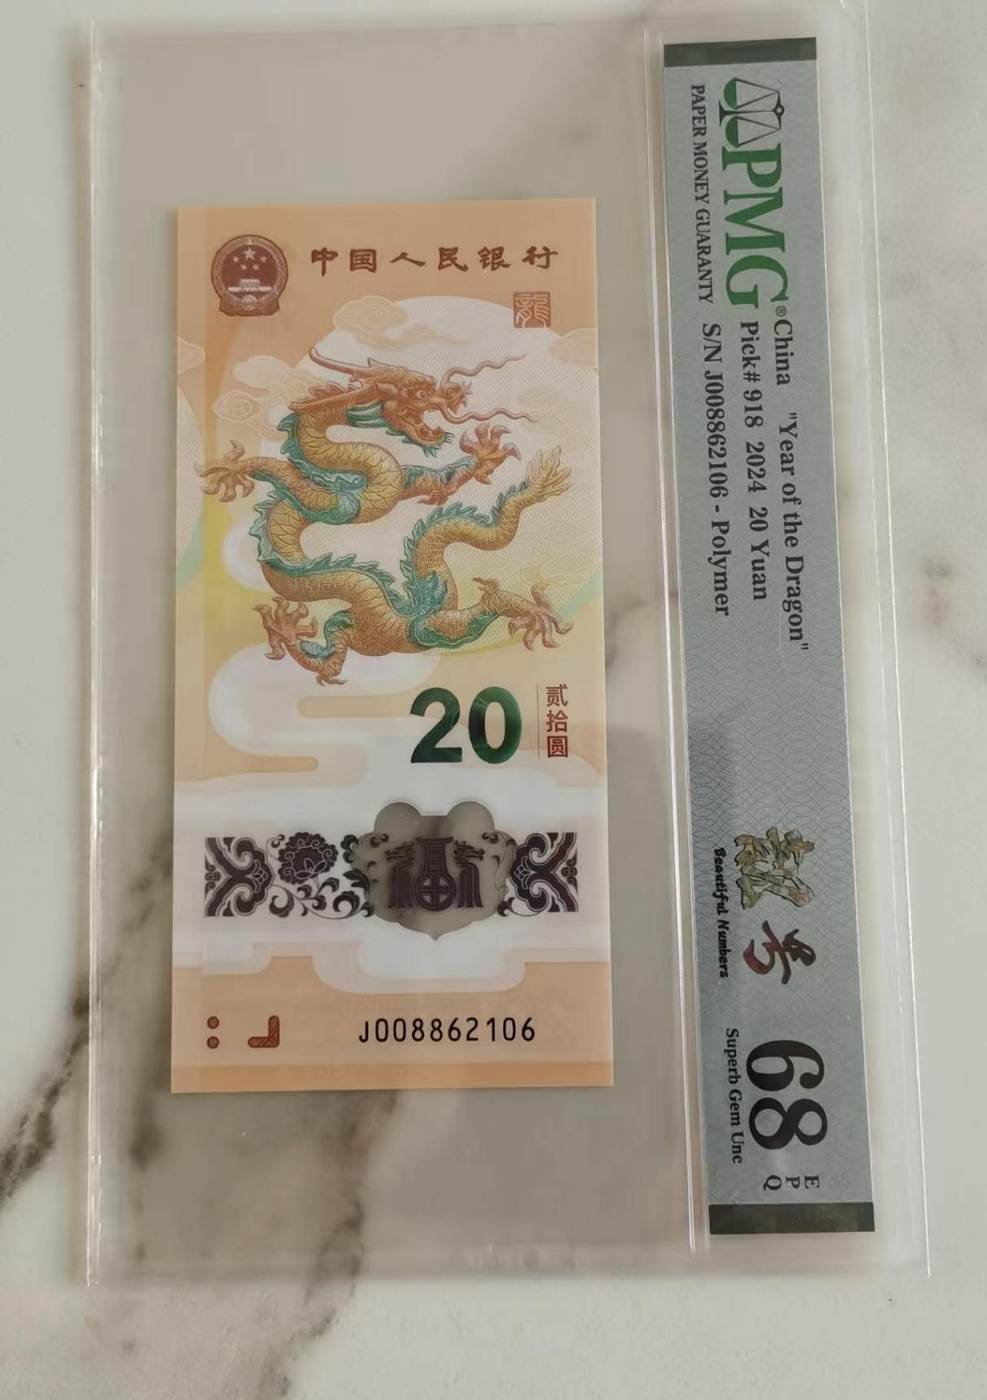 中国人民银行
龍
20
贰拾圆
J008862106
PMG®
PAPER MONEY GUARANTY
China "Year of the Dragon"
Pick# 918 2024 20 Yuan
S/N J008862106 - Polymer
Beautiful Numbers
68 EPQ
Superb Gem Unc